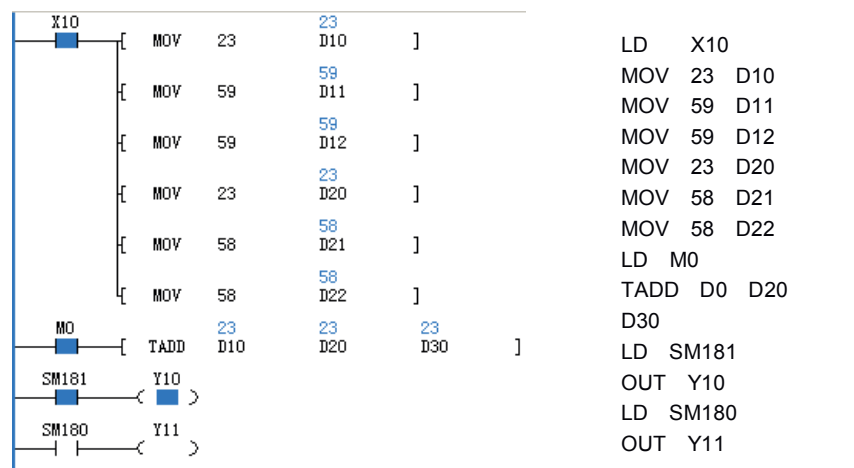 X10
23
[ MOV 23 D10 ]
59
[ MOV 59 D11 ]
59
[ MOV 59 D12 ]
23
[ MOV 23 D20 ]
58
[ MOV 58 D21 ]
58
[ MOV 58 D22 ]
M0 23 23 23
[ TADD D10 D20 D30 ]
SM181 Y10
SM180 Y11
LD X10
MOV 23 D10
MOV 59 D11
MOV 59 D12
MOV 23 D20
MOV 58 D21
MOV 58 D22
LD M0
TADD D0 D20
D30
LD SM181
OUT Y10
LD SM180
OUT Y11